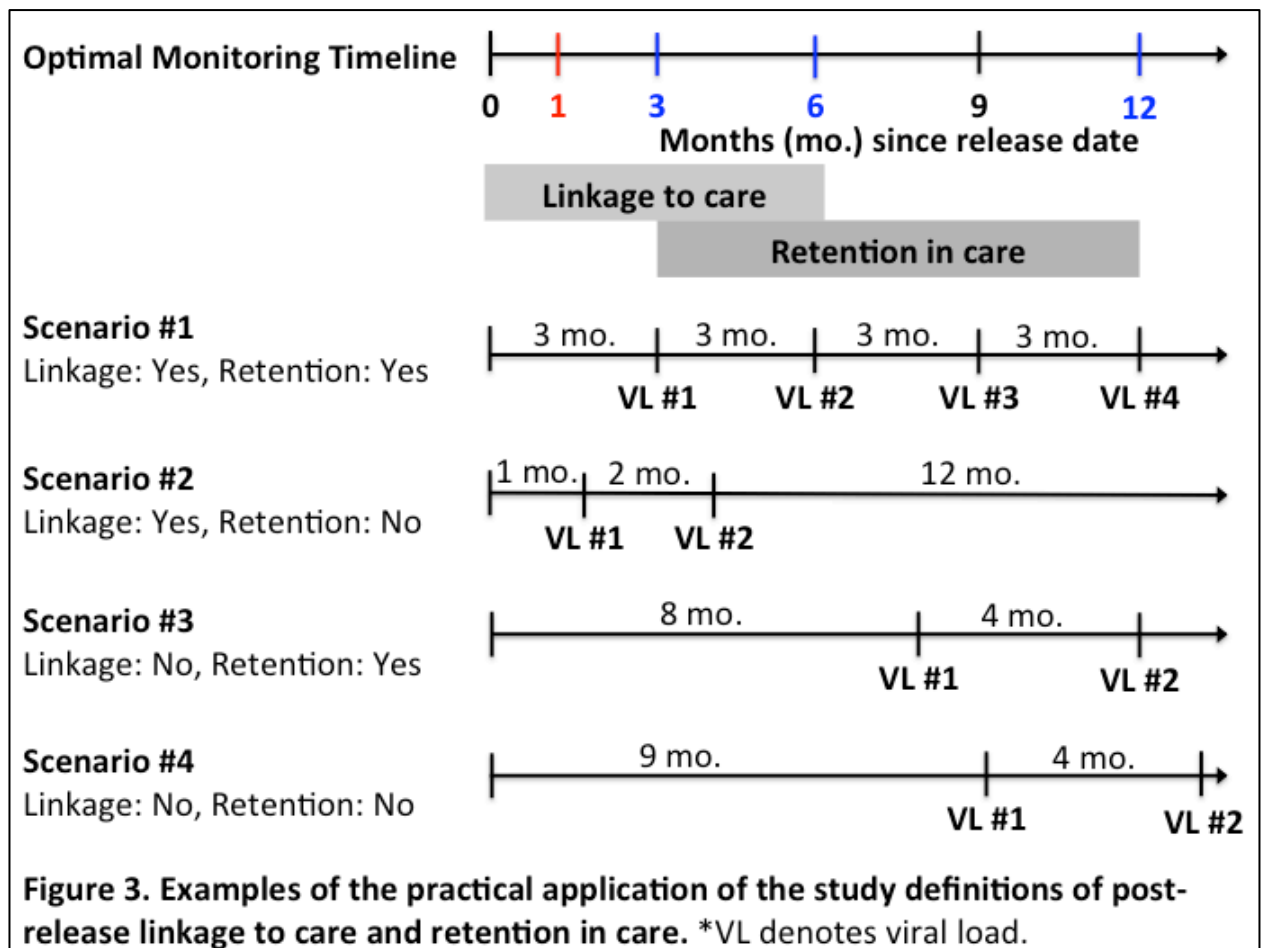 Optimal Monitoring Timeline
0 1 3 6 9 12
Months (mo.) since release date
Linkage to care
Retention in care
Scenario #1
Linkage: Yes, Retention: Yes
3 mo. 3 mo. 3 mo. 3 mo.
VL #1 VL #2 VL #3 VL #4
Scenario #2
Linkage: Yes, Retention: No
1 mo. 2 mo. 12 mo.
VL #1 VL #2
Scenario #3
Linkage: No, Retention: Yes
8 mo. 4 mo.
VL #1 VL #2
Scenario #4
Linkage: No, Retention: No
9 mo. 4 mo.
VL #1 VL #2
Figure 3. Examples of the practical application of the study definitions of post-
release linkage to care and retention in care. *VL denotes viral load.